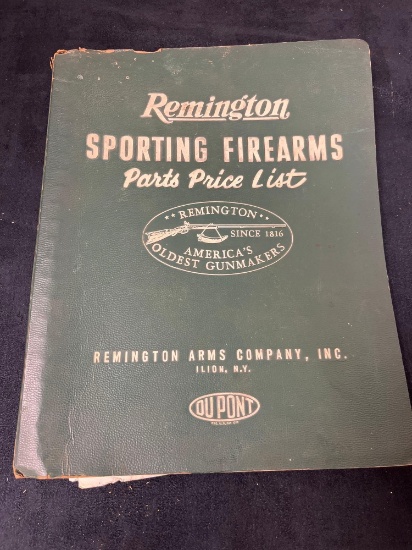 Remington
SPORTING FIREARMS
Parts Price List
REMINGTON
SINCE 1816
AMERICA'S
OLDEST GUNMAKERS
REMINGTON ARMS COMPANY, INC.
ILION, N.Y.
DU PONT